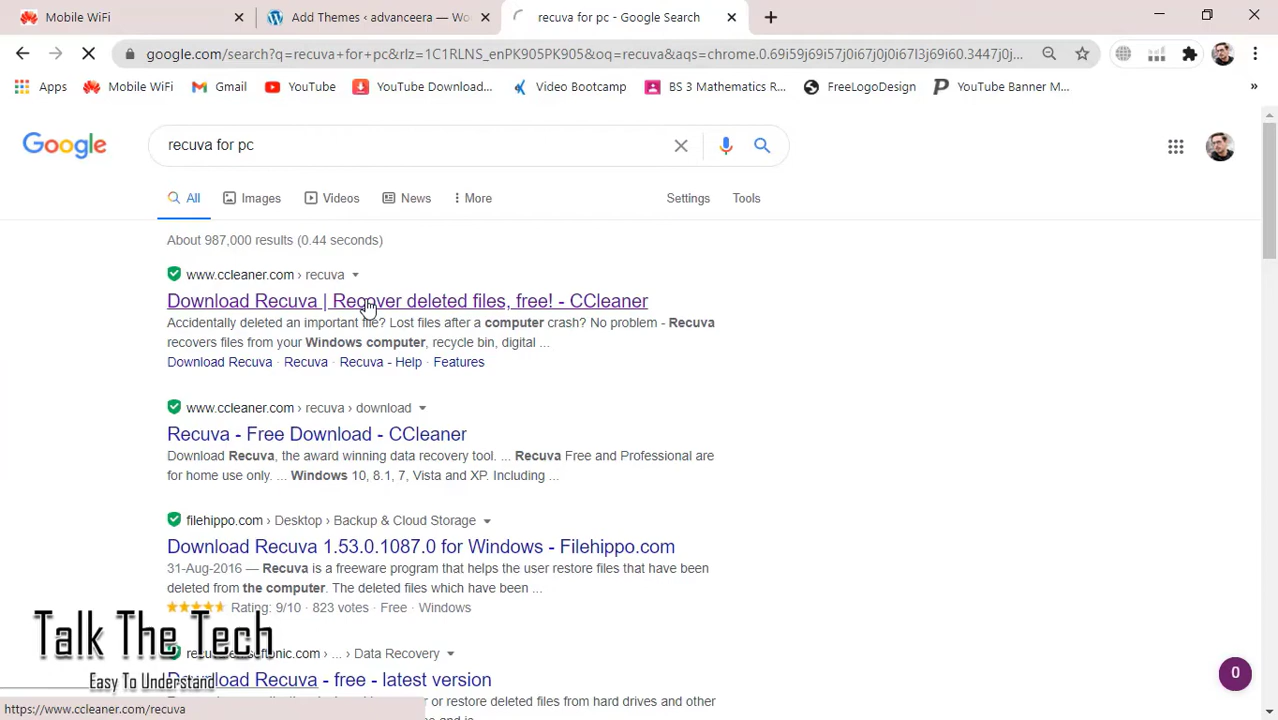 Mobile WiFi
Add Themes ‹ advanceera — Wo
recuva for pc - Google Search
google.com/search?q=recuva+for+pc&rlz=1C1RLNS_enPK905PK905&oq=recuva&aqs=chrome.0.69i59j69i57j0i67j0j0i67l3j69i60.3447j0j...
Apps
Mobile WiFi
Gmail
YouTube
YouTube Download...
Video Bootcamp
BS 3 Mathematics R...
FreeLogoDesign
YouTube Banner M...
»
Google
recuva for pc
All
Images
Videos
News
More
Settings
Tools
About 987,000 results (0.44 seconds)
www.ccleaner.com › recuva
Download Recuva | Recover deleted files, free! - CCleaner
Accidentally deleted an important file? Lost files after a computer crash? No problem - Recuva
recovers files from your Windows computer, recycle bin, digital ...
Download Recuva · Recuva · Recuva - Help · Features
www.ccleaner.com › recuva › download
Recuva - Free Download - CCleaner
Download Recuva, the award winning data recovery tool. ... Recuva Free and Professional are
for home use only. ... Windows 10, 8.1, 7, Vista and XP. Including ...
filehippo.com › Desktop › Backup & Cloud Storage
Download Recuva 1.53.0.1087.0 for Windows - Filehippo.com
31-Aug-2016 — Recuva is a freeware program that helps the user restore files that have been
deleted from the computer. The deleted files which have been ...
Rating: 9/10 · 823 votes · Free · Windows
Talk The Tech
Easy To Understand
› ... › Data Recovery
Download Recuva - free - latest version
or restore deleted files from hard drives and other
0
https://www.ccleaner.com/recuva